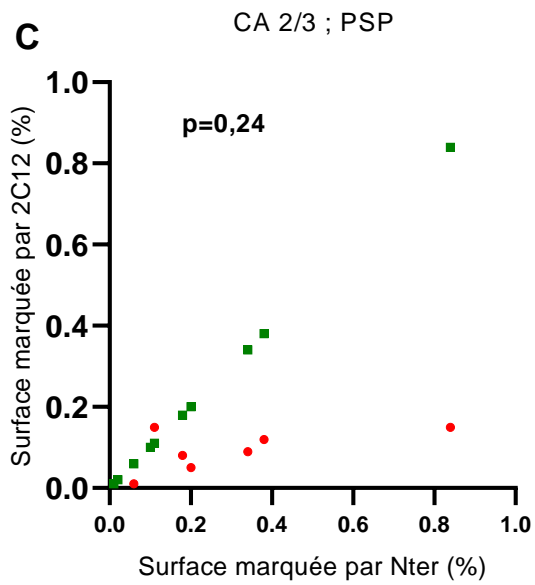 C
CA 2/3 ; PSP
p=0,24
Surface marquée par 2C12 (%)
1.0
0.8
0.6
0.4
0.2
0.0
0.0 0.2 0.4 0.6 0.8 1.0
Surface marquée par Nter (%)